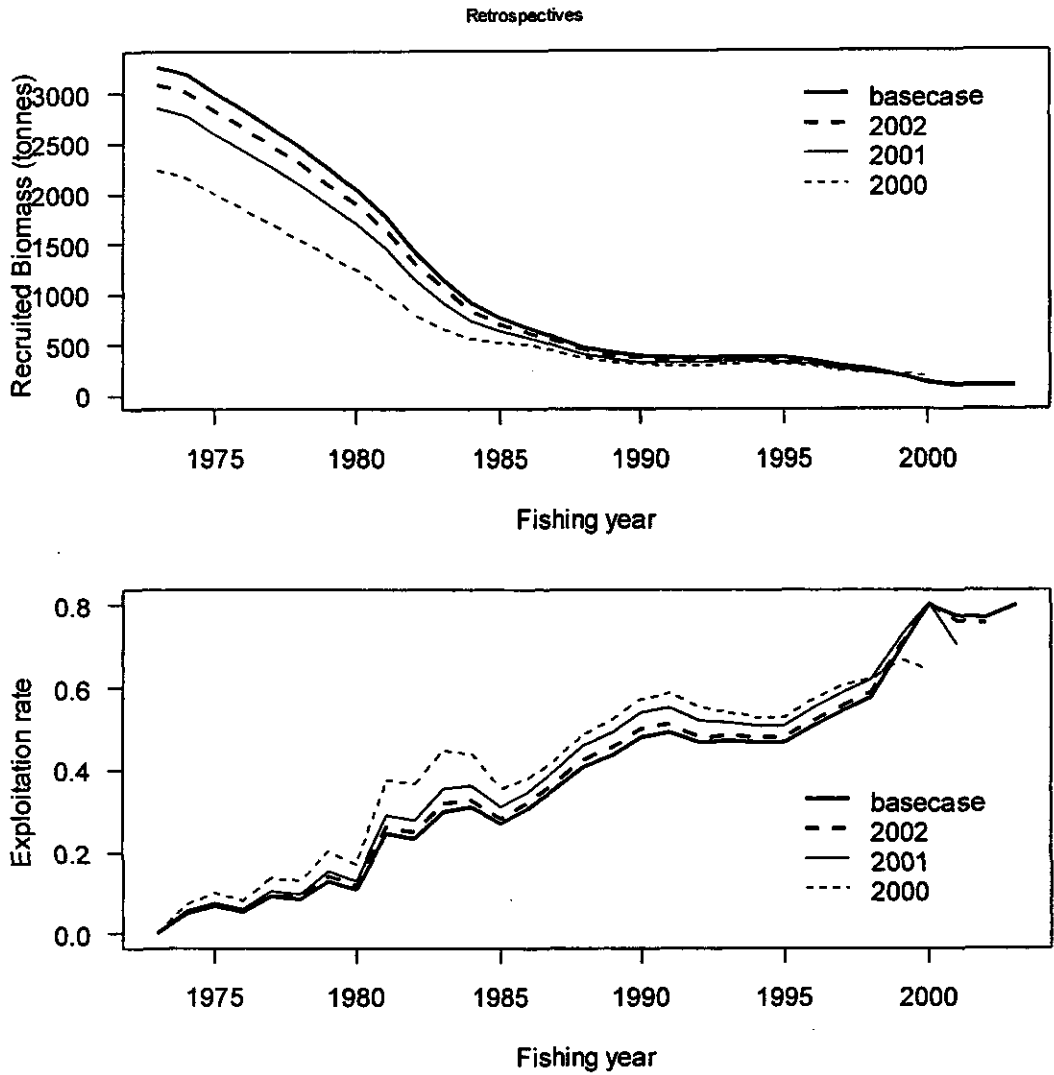 Retrospectives
Recruited Biomass (tonnes)
3000
2500
2000
1500
1000
500
0
basecase
2002
2001
2000
1975 1980 1985 1990 1995 2000
Fishing year
Exploitation rate
0.8
0.6
0.4
0.2
0.0
basecase
2002
2001
2000
1975 1980 1985 1990 1995 2000
Fishing year